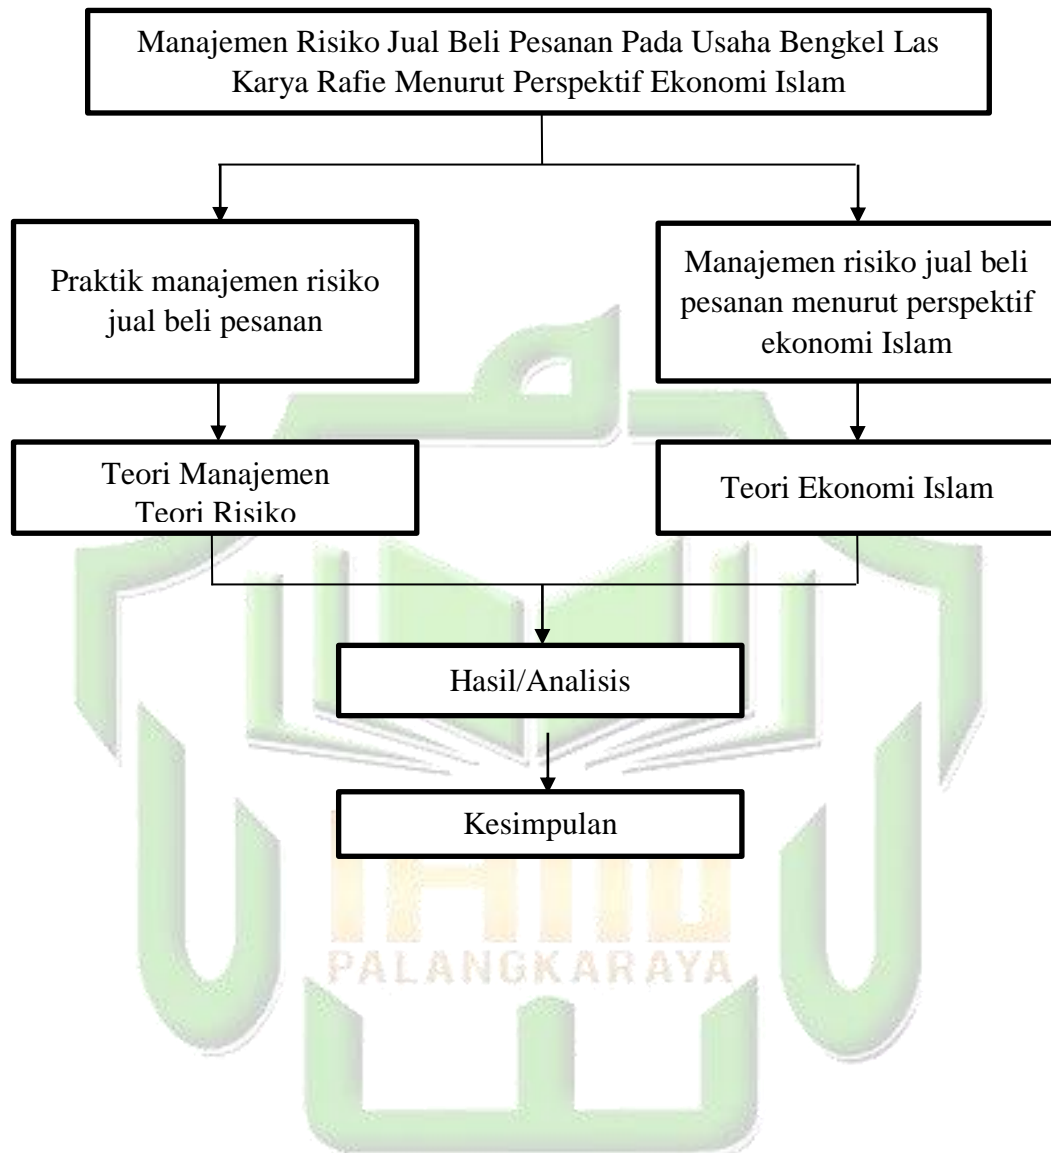 Manajemen Risiko Jual Beli Pesanan Pada Usaha Bengkel Las
Karya Rafie Menurut Perspektif Ekonomi Islam
Praktik manajemen risiko
jual beli pesanan
Manajemen risiko jual beli
pesanan menurut perspektif
ekonomi Islam
Teori Manajemen
Teori Risiko
Teori Ekonomi Islam
Hasil/Analisis
Kesimpulan
PALANGKARAYA